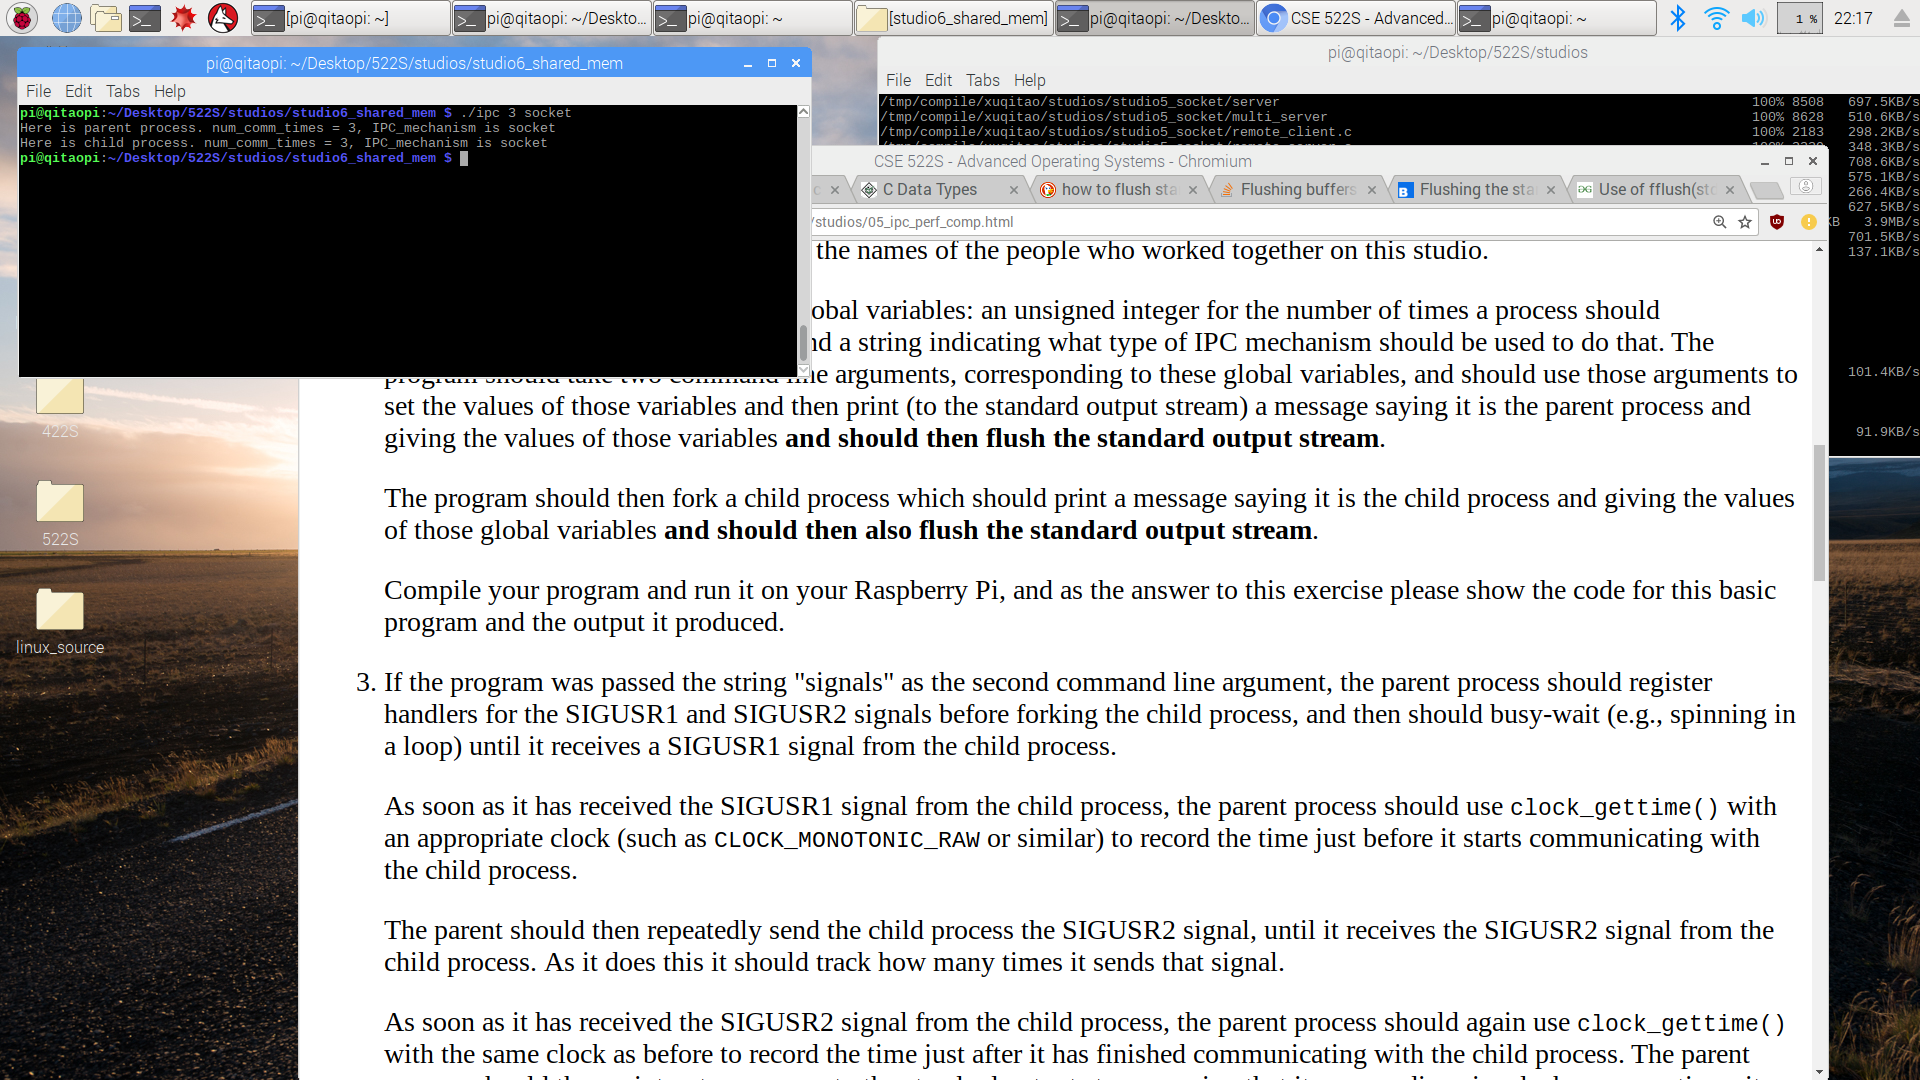 [pi@qitaopi: ~]
pi@qitaopi: ~/Deskto...
pi@qitaopi: ~
[studio6_shared_mem]
pi@qitaopi: ~/Deskto...
CSE 522S - Advanced...
pi@qitaopi: ~
1 %
22:17
pi@qitaopi: ~/Desktop/522S/studios/studio6_shared_mem
File Edit Tabs Help
pi@qitaopi:~/Desktop/522S/studios/studio6_shared_mem $ ./ipc 3 socket
Here is parent process. num_comm_times = 3, IPC_mechanism is socket
Here is child process. num_comm_times = 3, IPC_mechanism is socket
pi@qitaopi:~/Desktop/522S/studios/studio6_shared_mem $
pi@qitaopi: ~/Desktop/522S/studios
File Edit Tabs Help
/tmp/compile/xuqitao/studios/studio5_socket/server 100% 8508 697.5KB/s
/tmp/compile/xuqitao/studios/studio5_socket/multi_server 100% 8628 510.6KB/s
/tmp/compile/xuqitao/studios/studio5_socket/remote_client.c 100% 2183 298.2KB/s
348.3KB/s
708.6KB/s
575.1KB/s
266.4KB/s
627.5KB/s
KB 3.9MB/s
701.5KB/s
137.1KB/s
101.4KB/s
91.9KB/s
CSE 522S - Advanced Operating Systems - Chromium
C Data Types
how to flush sta
Flushing buffers
Flushing the sta
Use of fflush(std
/studios/05_ipc_perf_comp.html
the names of the people who worked together on this studio.
obal variables: an unsigned integer for the number of times a process should
nd a string indicating what type of IPC mechanism should be used to do that. The
program should take two command line arguments, corresponding to these global variables, and should use those arguments to
set the values of those variables and then print (to the standard output stream) a message saying it is the parent process and
giving the values of those variables and should then flush the standard output stream.
The program should then fork a child process which should print a message saying it is the child process and giving the values
of those global variables and should then also flush the standard output stream.
Compile your program and run it on your Raspberry Pi, and as the answer to this exercise please show the code for this basic
program and the output it produced.
3. If the program was passed the string "signals" as the second command line argument, the parent process should register
handlers for the SIGUSR1 and SIGUSR2 signals before forking the child process, and then should busy-wait (e.g., spinning in
a loop) until it receives a SIGUSR1 signal from the child process.
As soon as it has received the SIGUSR1 signal from the child process, the parent process should use clock_gettime() with
an appropriate clock (such as CLOCK_MONOTONIC_RAW or similar) to record the time just before it starts communicating with
the child process.
The parent should then repeatedly send the child process the SIGUSR2 signal, until it receives the SIGUSR2 signal from the
child process. As it does this it should track how many times it sends that signal.
As soon as it has received the SIGUSR2 signal from the child process, the parent process should again use clock_gettime()
with the same clock as before to record the time just after it has finished communicating with the child process. The parent
422S
522S
linux_source